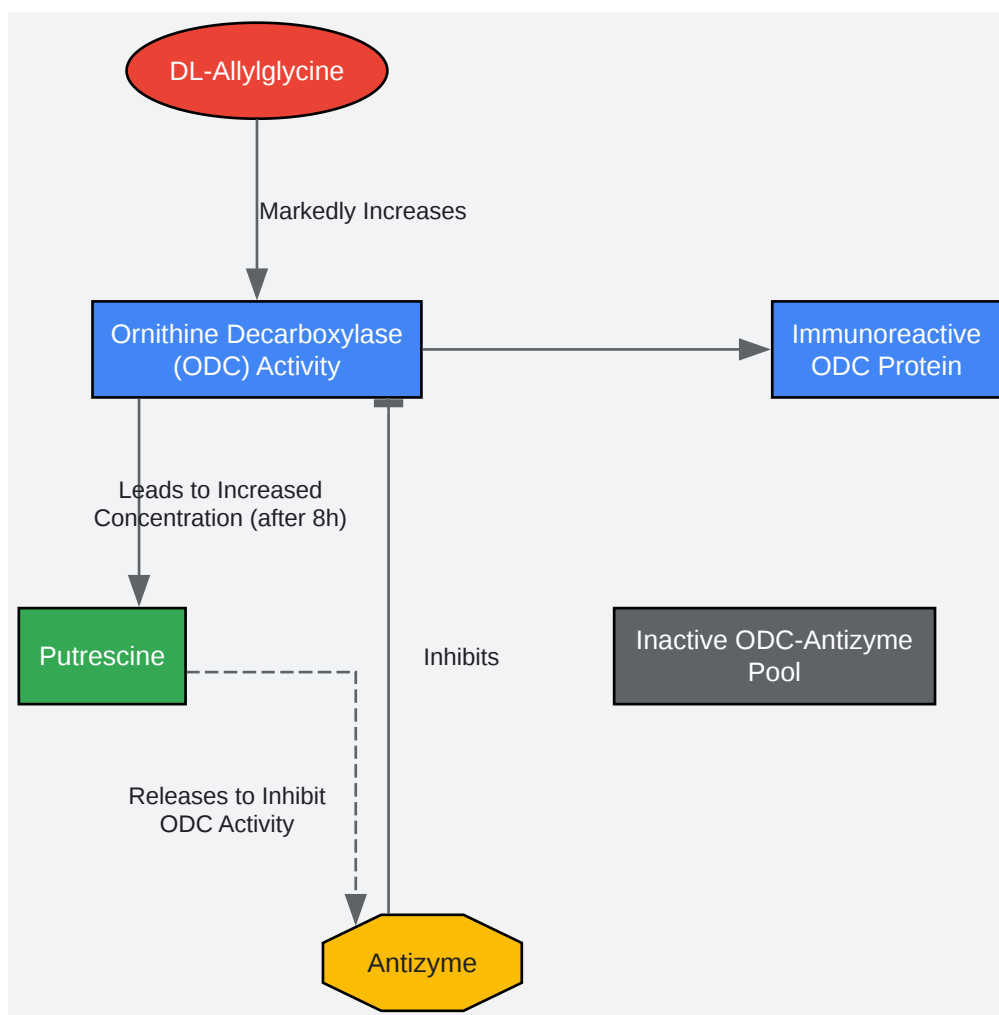 DL-Allylglycine
Markedly Increases
Ornithine Decarboxylase
(ODC) Activity
Immunoreactive
ODC Protein
Leads to Increased
Concentration (after 8h)
Putrescine
Inhibits
Inactive ODC-Antizyme
Pool
Releases to Inhibit
ODC Activity
Antizyme